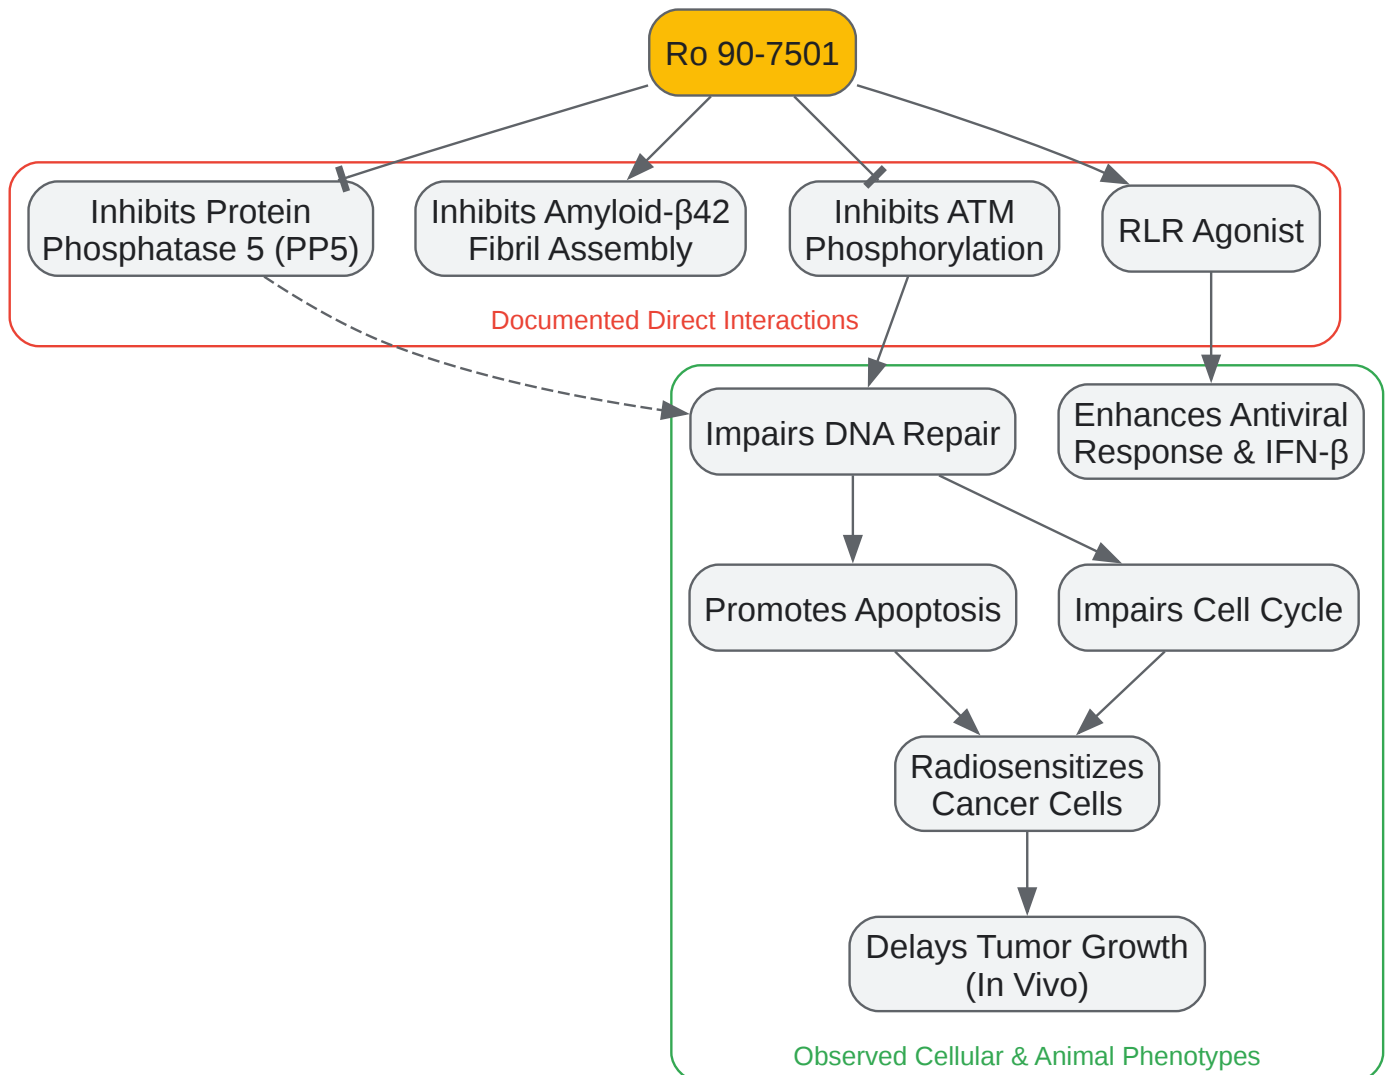 Ro 90-7501
Inhibits Protein
Phosphatase 5 (PP5)
Inhibits Amyloid-β42
Fibril Assembly
Inhibits ATM
Phosphorylation
RLR Agonist
Documented Direct Interactions
Impairs DNA Repair
Enhances Antiviral
Response & IFN-β
Promotes Apoptosis
Impairs Cell Cycle
Radiosensitizes
Cancer Cells
Delays Tumor Growth
(In Vivo)
Observed Cellular & Animal Phenotypes